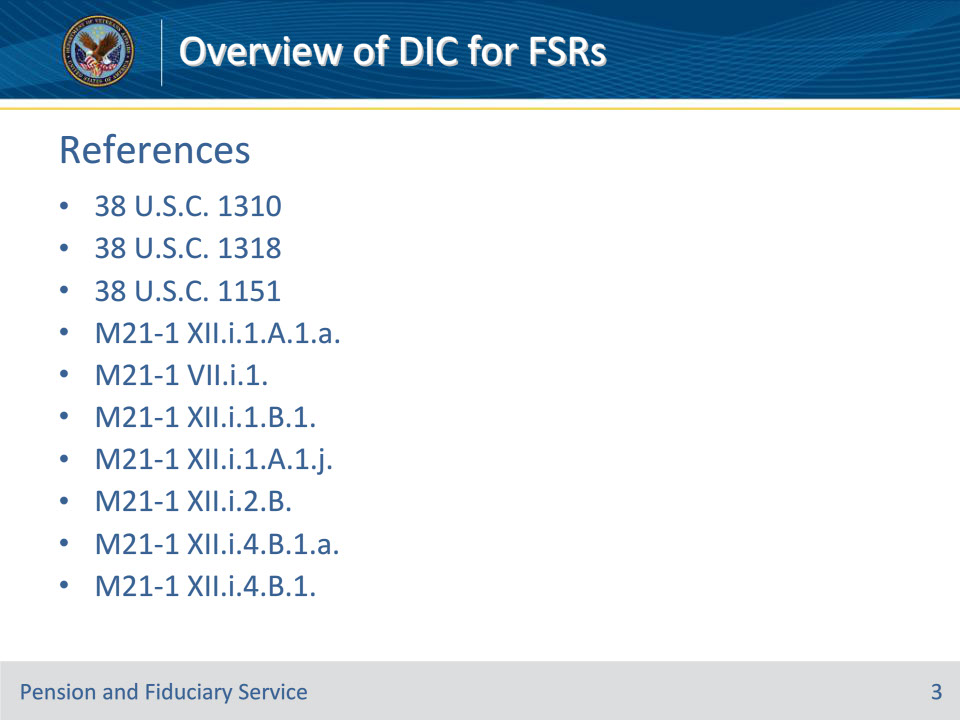 Overview of DIC for FSRs
References
• 38 U.S.C. 1310
• 38 U.S.C. 1318
• 38 U.S.C. 1151
• M21-1 XII.i.1.A.1.a.
• M21-1 VII.i.1.
• M21-1 XII.i.1.B.1.
• M21-1 XII.i.1.A.1.j.
• M21-1 XII.i.2.B.
• M21-1 XII.i.4.B.1.a.
• M21-1 XII.i.4.B.1.
Pension and Fiduciary Service 3